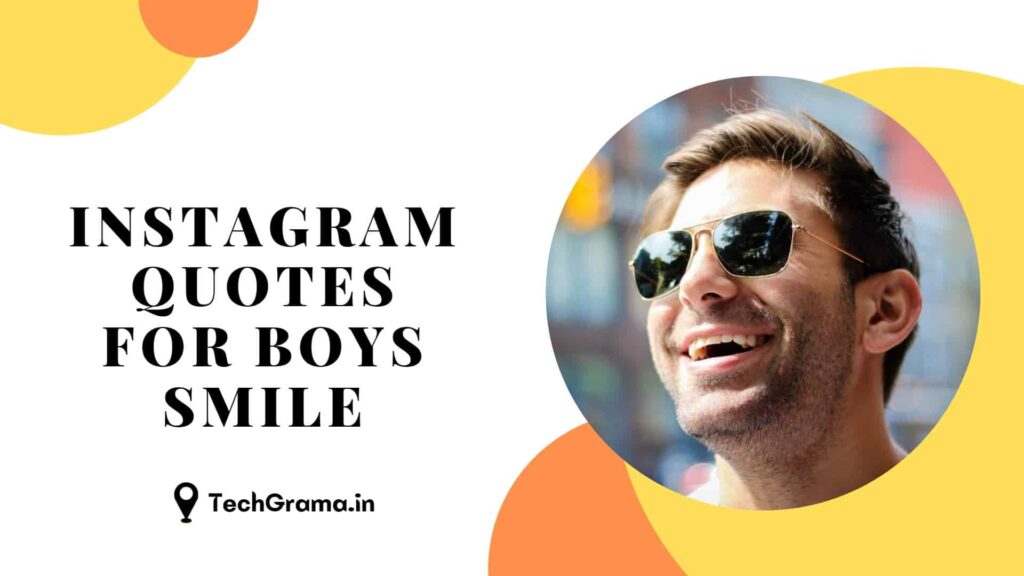 INSTAGRAM
QUOTES
FOR BOYS
SMILE
TechGrama.in